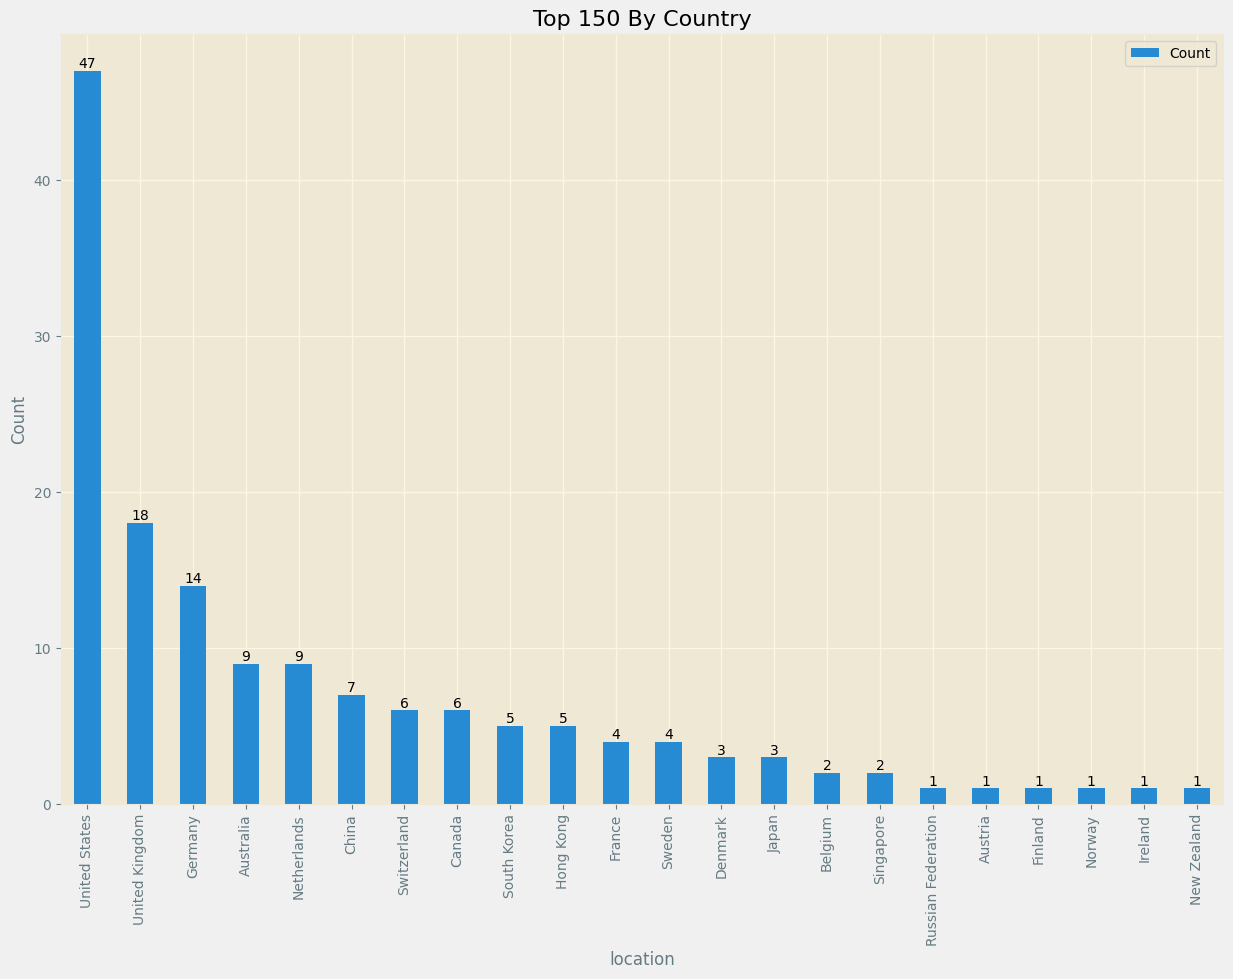 Top 150 By Country
Count
47
18
14
9
9
7
6
6
5
5
4
4
3
3
2
2
1
1
1
1
1
1
40
30
20
10
0
Count
United States
United Kingdom
Germany
Australia
Netherlands
China
Switzerland
Canada
South Korea
Hong Kong
France
Sweden
Denmark
Japan
Belgium
Singapore
Russian Federation
Austria
Finland
Norway
Ireland
New Zealand
location